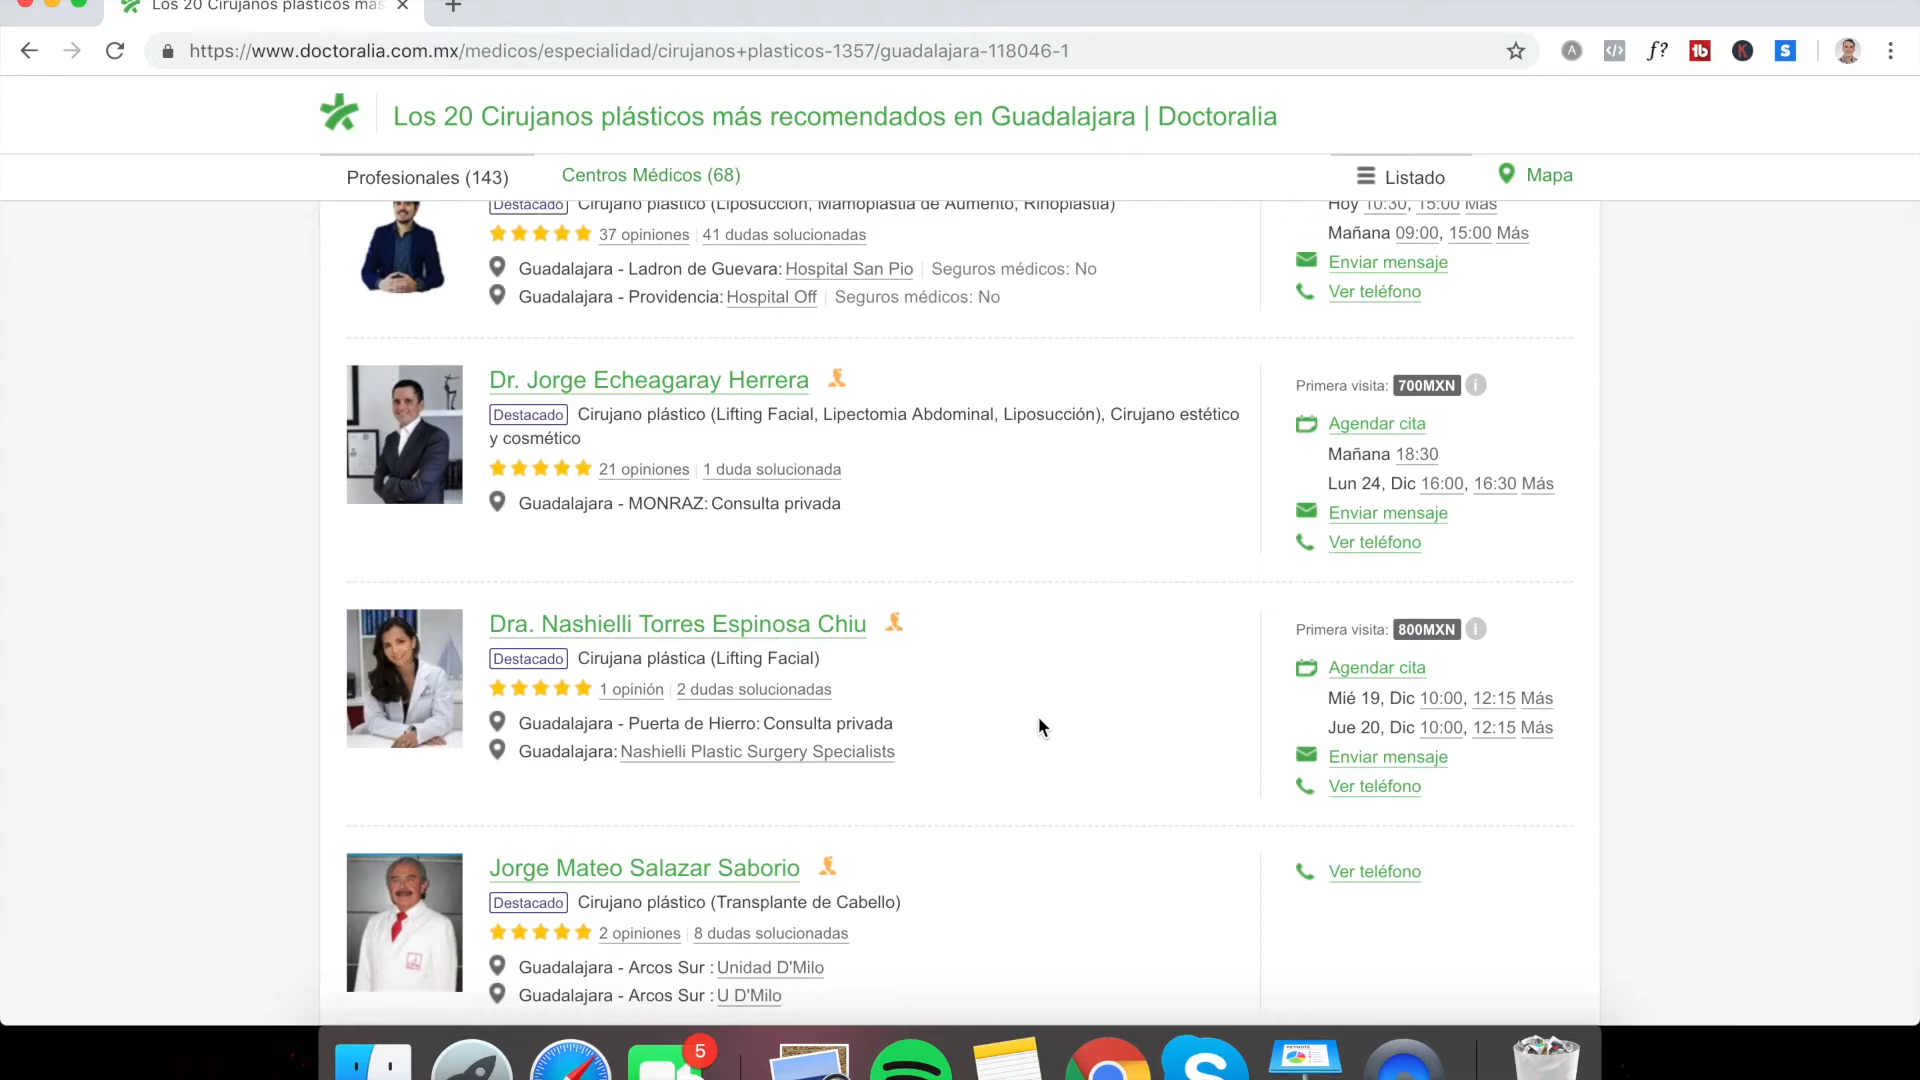 Los 20 Cirujanos plásticos más
https://www.doctoralia.com.mx/medicos/especialidad/cirujanos+plasticos-1357/guadalajara-118046-1
Los 20 Cirujanos plásticos más recomendados en Guadalajara | Doctoralia
Profesionales (143)
Centros Médicos (68)
Listado
Mapa
Destacado Cirujano plástico (Liposucción, Mamoplastia de Aumento, Rinoplastia)
37 opiniones | 41 dudas solucionadas
Guadalajara - Ladron de Guevara: Hospital San Pio | Seguros médicos: No
Guadalajara - Providencia: Hospital Off | Seguros médicos: No
Hoy 10:30, 15:00 Más
Mañana 09:00, 15:00 Más
Enviar mensaje
Ver teléfono
Dr. Jorge Echeagaray Herrera
Destacado Cirujano plástico (Lifting Facial, Lipectomia Abdominal, Liposucción), Cirujano estético
y cosmético
21 opiniones | 1 duda solucionada
Guadalajara - MONRAZ: Consulta privada
Primera visita: 700MXN i
Agendar cita
Mañana 18:30
Lun 24, Dic 16:00, 16:30 Más
Enviar mensaje
Ver teléfono
Dra. Nashielli Torres Espinosa Chiu
Destacado Cirujana plástica (Lifting Facial)
1 opinión | 2 dudas solucionadas
Guadalajara - Puerta de Hierro: Consulta privada
Guadalajara: Nashielli Plastic Surgery Specialists
Primera visita: 800MXN i
Agendar cita
Mié 19, Dic 10:00, 12:15 Más
Jue 20, Dic 10:00, 12:15 Más
Enviar mensaje
Ver teléfono
Jorge Mateo Salazar Saborio
Destacado Cirujano plástico (Transplante de Cabello)
2 opiniones | 8 dudas solucionadas
Guadalajara - Arcos Sur : Unidad D'Milo
Guadalajara - Arcos Sur : U D'Milo
Ver teléfono
A </> f? tb K S
5
S
KEYNOTE